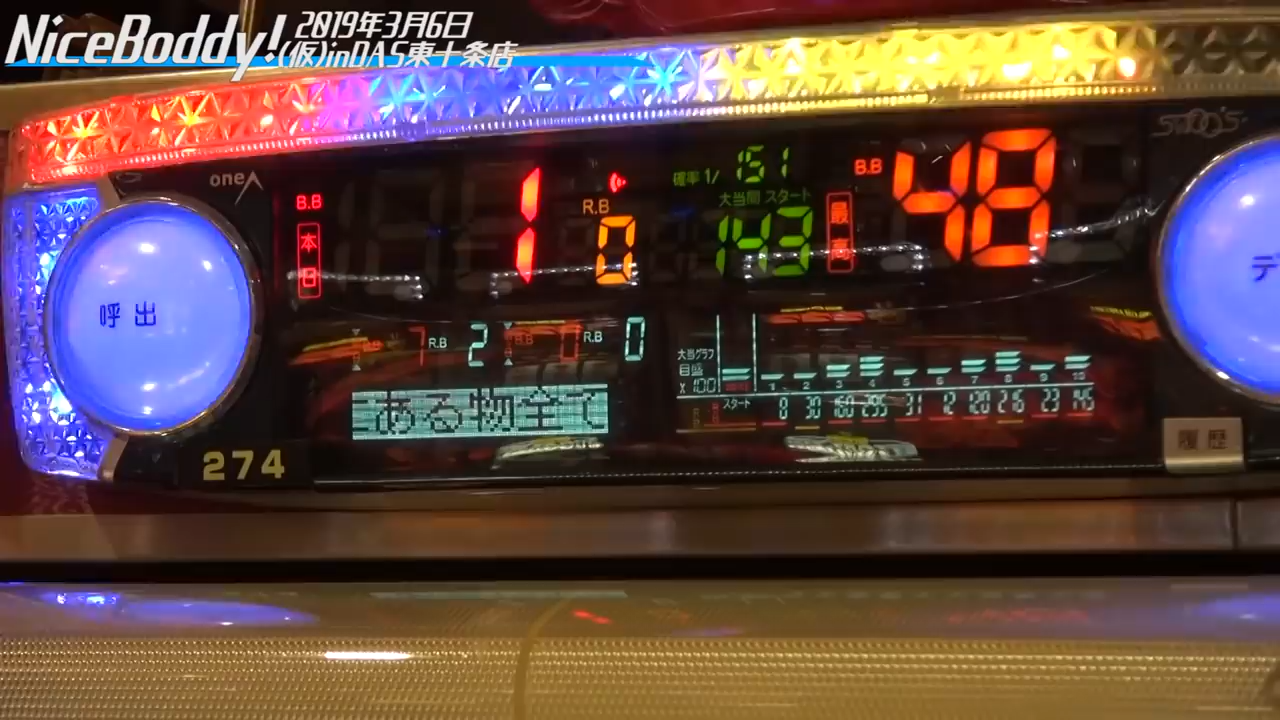 NiceBoddy!
2019年3月6日
(仮)inDAS東十条店
oneA
B.B
本日
1
R.B
0
確率1/151
大当間 スタート
143
B.B
最高
48
呼出
デ
7 R.B 2
B.B 0 R.B 0
ある物全て
大当グラフ
目盛
X100
1 2 3 4 5 6 7 8 9 10
スタート 8 30 160 295 31 12 120 216 23 145
履歴
274